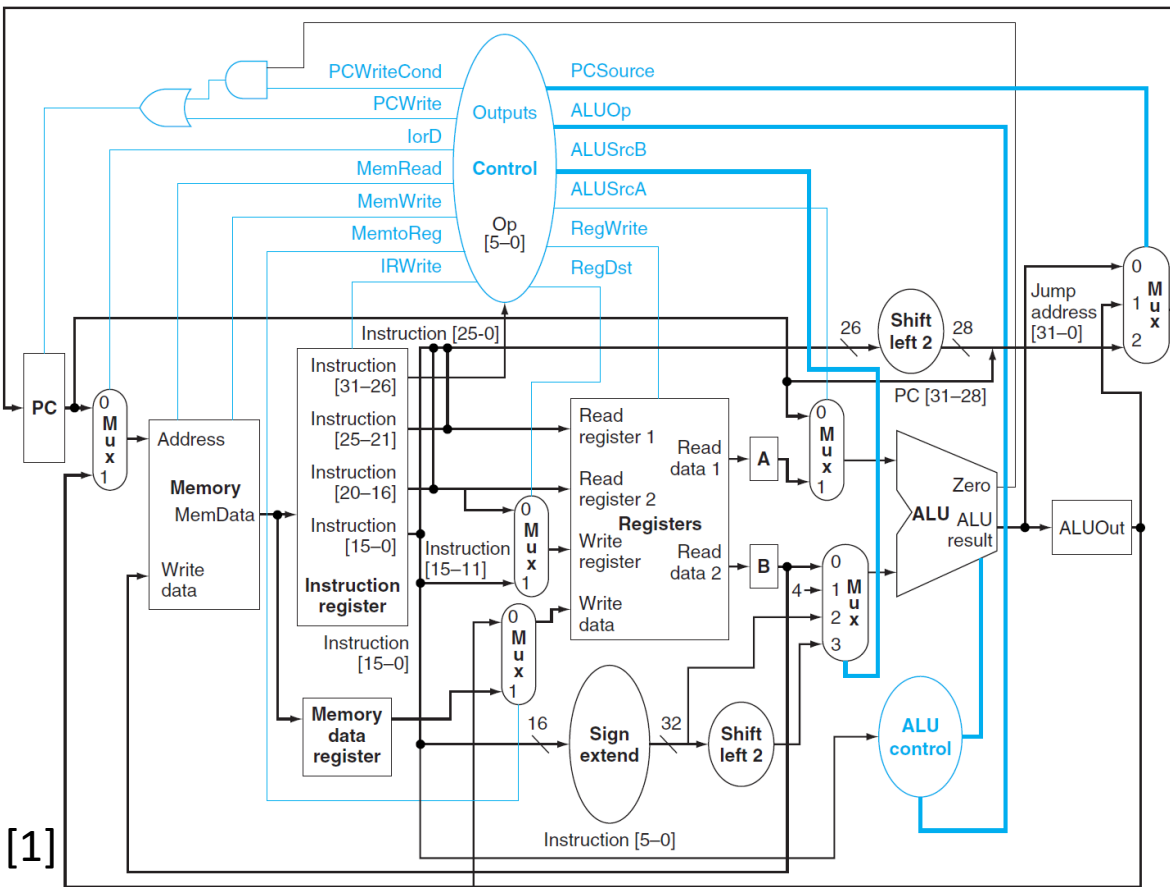 PCWriteCond
PCWrite
IorD
MemRead
MemWrite
MemtoReg
IRWrite
Outputs
Control
Op
[5–0]
PCSource
ALUOp
ALUSrcB
ALUSrcA
RegWrite
RegDst
PC
0
M
u
x
1
Address
Memory
MemData
Write
data
Instruction [25-0]
Instruction
[31–26]
Instruction
[25–21]
Instruction
[20–16]
Instruction
[15–0]
Instruction
register
Instruction
[15–0]
Memory
data
register
Instruction
[15–11]
0
M
u
x
1
0
M
u
x
1
Read
register 1
Read
register 2
Registers
Write
register
Write
data
Read
data 1
Read
data 2
16
Sign
extend
32
Shift
left 2
Instruction [5–0]
A
B
26
Shift
left 2
28
PC [31–28]
Jump
address
[31–0]
0
M
u
x
1
0
4
1
M
u
x
2
3
Zero
ALU
ALU
result
ALUOut
ALU
control
0
M
u
x
1
2
[1]